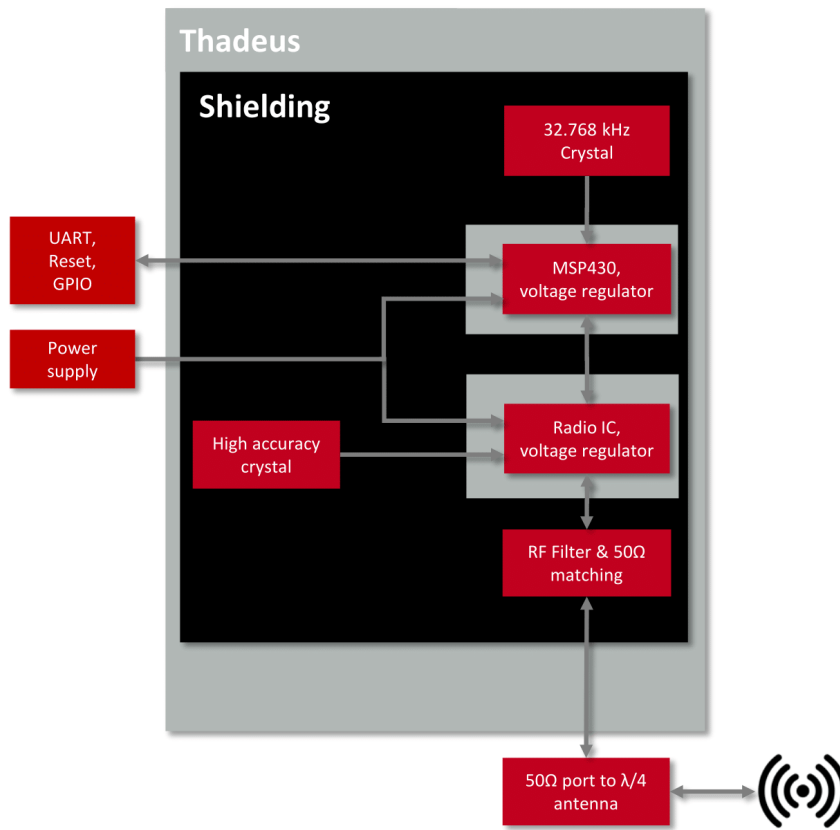 Thadeus
Shielding
32.768 kHz
Crystal
UART,
Reset,
GPIO
MSP430,
voltage regulator
Power
supply
High accuracy
crystal
Radio IC,
voltage regulator
RF Filter & 50Ω
matching
50Ω port to λ/4
antenna